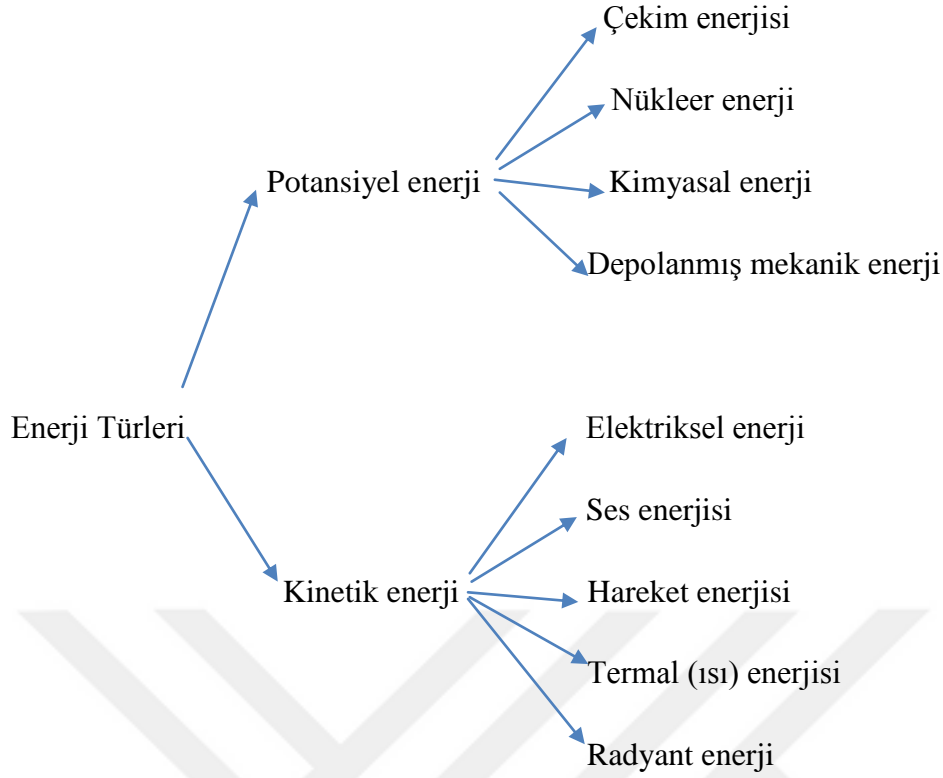 Çekim enerjisi
Nükleer enerji
Potansiyel enerji
Kimyasal enerji
Depolanmış mekanik enerji
Enerji Türleri
Elektriksel enerji
Ses enerjisi
Kinetik enerji
Hareket enerjisi
Termal (ısı) enerjisi
Radyant enerji